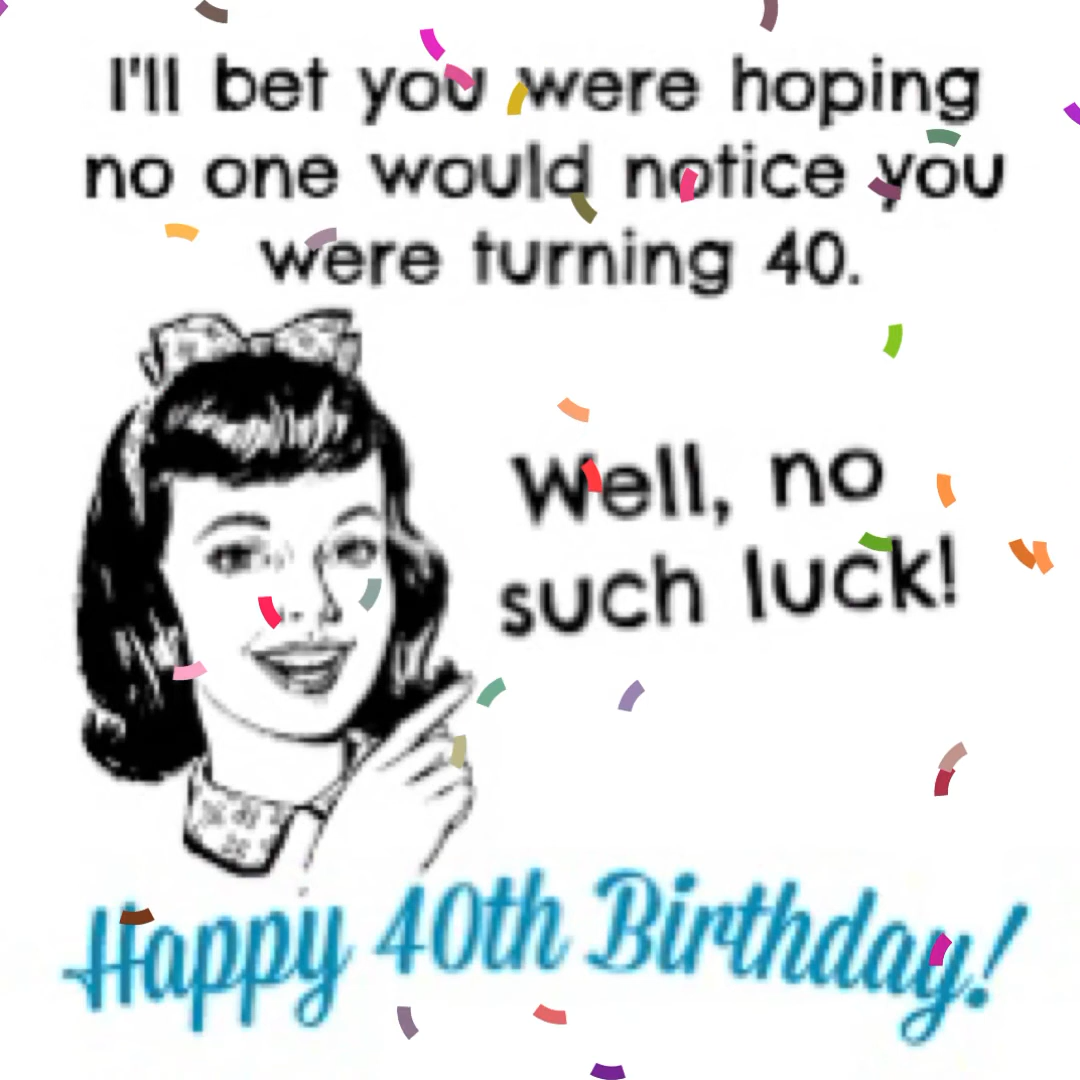 I'll bet you were hoping
no one would notice you
were turning 40.
Well, no
such luck!
Happy 40th Birthday!